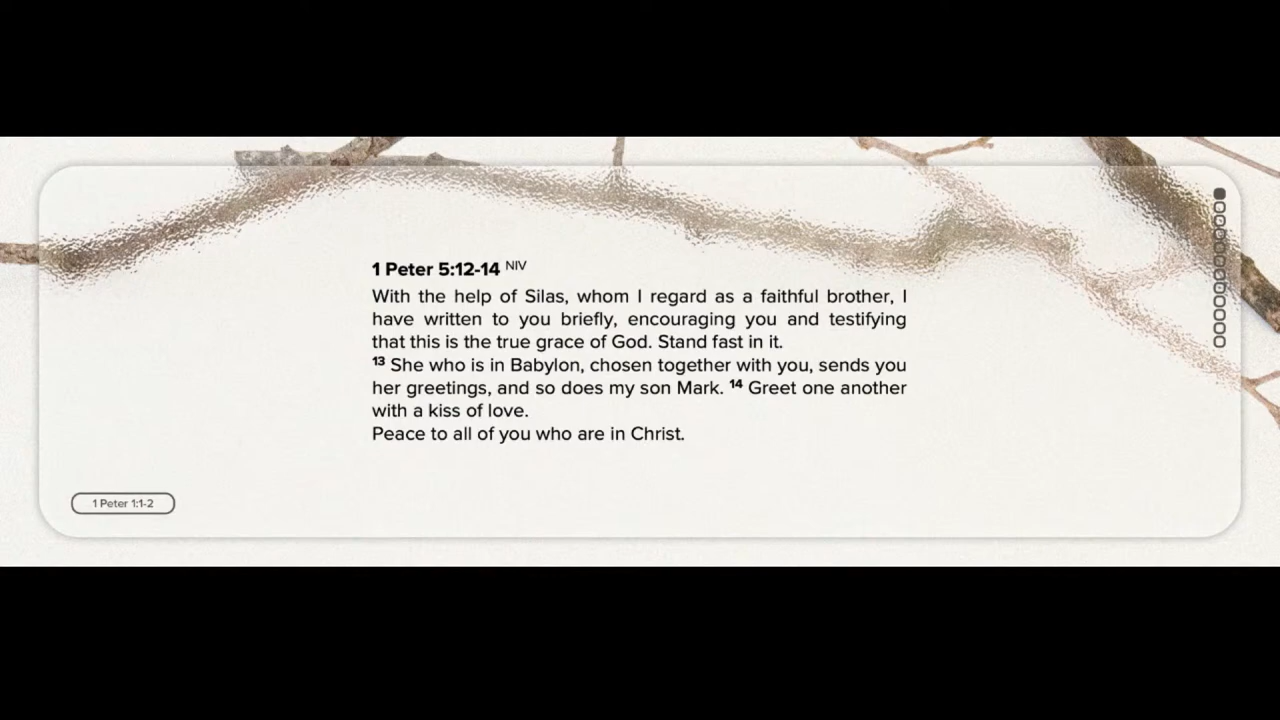 1 Peter 5:12-14 NIV
With the help of Silas, whom I regard as a faithful brother, I
have written to you briefly, encouraging you and testifying
that this is the true grace of God. Stand fast in it.
13 She who is in Babylon, chosen together with you, sends you
her greetings, and so does my son Mark. 14 Greet one another
with a kiss of love.
Peace to all of you who are in Christ.
1 Peter 1:1-2